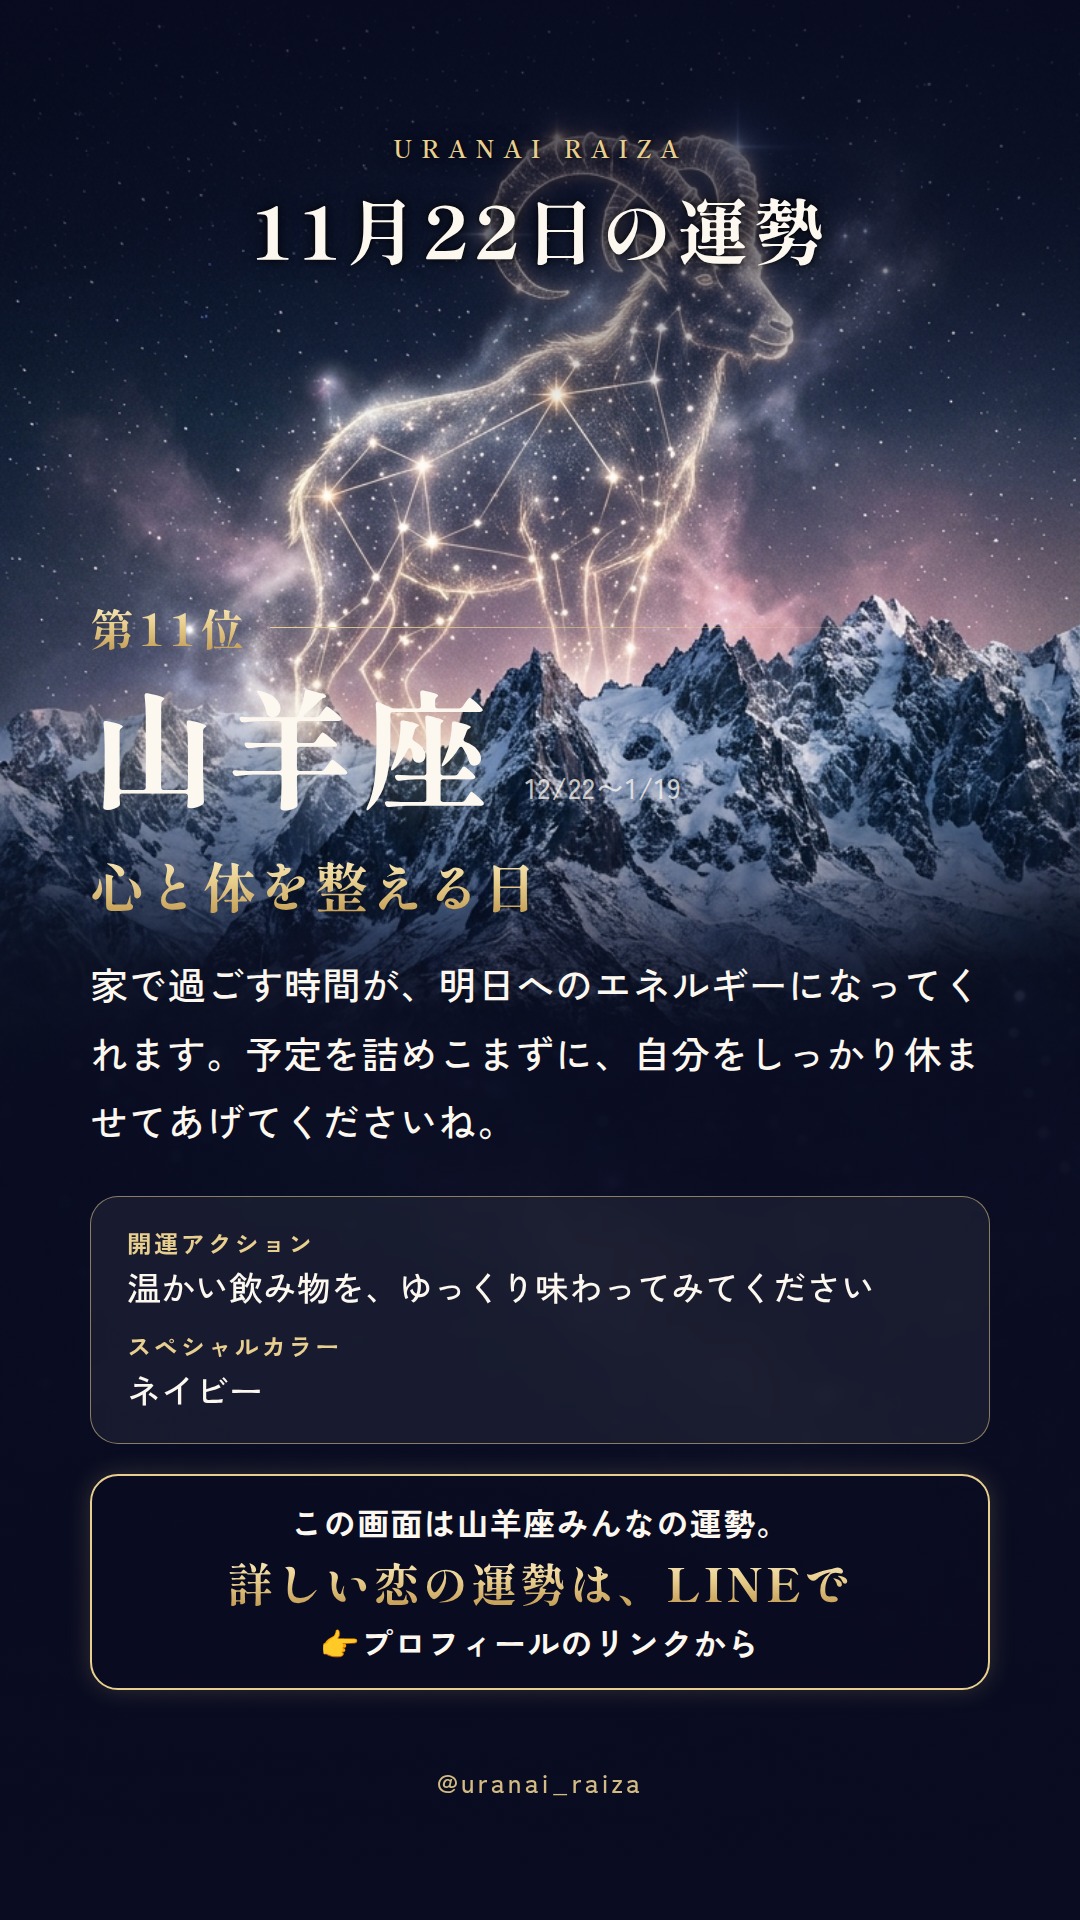 URANAI RAIZA
11月22日の運勢
第11位
山羊座 12/22〜1/19
心と体を整える日
家で過ごす時間が、明日へのエネルギーになってく
れます。予定を詰めこまずに、自分をしっかり休ま
せてあげてくださいね。
開運アクション
温かい飲み物を、ゆっくり味わってみてください
スペシャルカラー
ネイビー
この画面は山羊座みんなの運勢。
詳しい恋の運勢は、LINEで
👉プロフィールのリンクから
@uranai_raiza